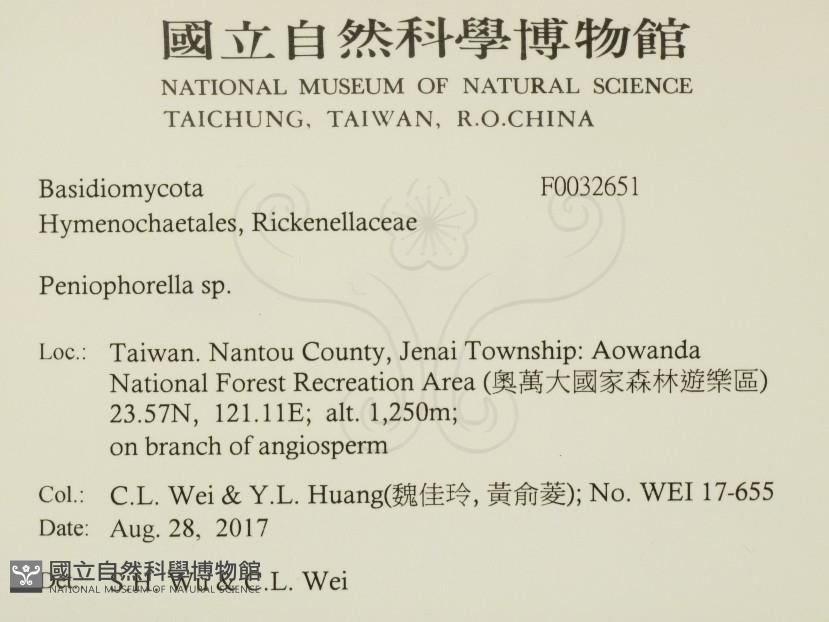 國立自然科學博物館
NATIONAL MUSEUM OF NATURAL SCIENCE
TAICHUNG, TAIWAN, R.O.CHINA
Basidiomycota F0032651
Hymenochaetales, Rickenellaceae
Peniophorella sp.
Loc.: Taiwan. Nantou County, Jenai Township: Aowanda
National Forest Recreation Area (奧萬大國家森林遊樂區)
23.57N, 121.11E; alt. 1,250m;
on branch of angiosperm
Col.: C.L. Wei & Y.L. Huang(魏佳玲, 黃俞菱); No. WEI 17-655
Date: Aug. 28, 2017
Det. S.H. Wu & C.L. Wei
國立自然科學博物館
NATIONAL MUSEUM OF NATURAL SCIENCE